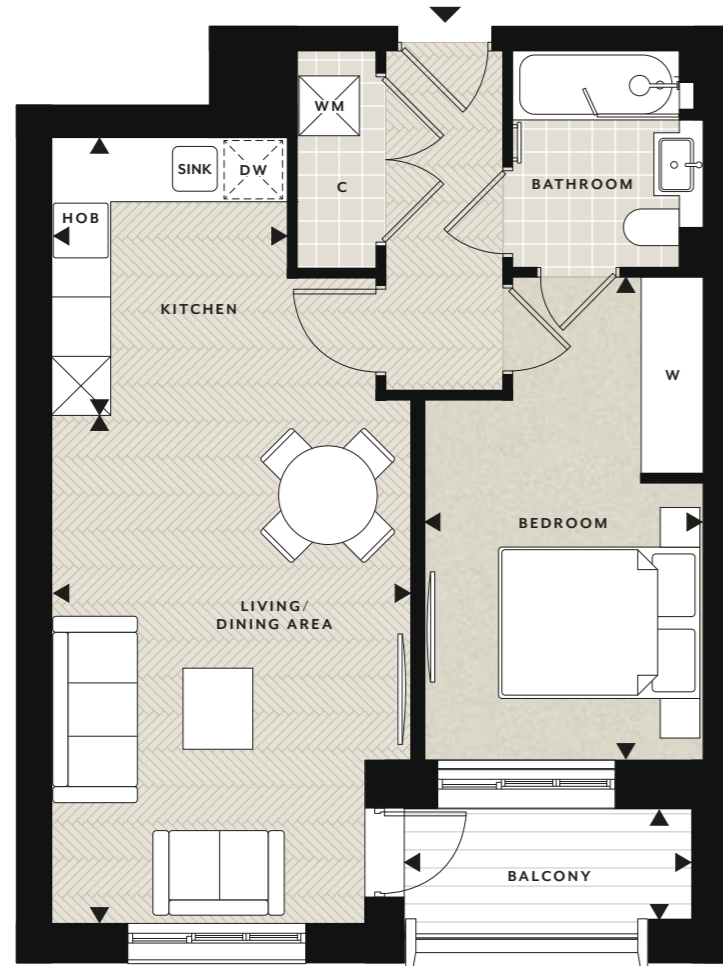 WM
SINK
DW
C
BATHROOM
HOB
KITCHEN
W
BEDROOM
LIVING/
DINING AREA
BALCONY